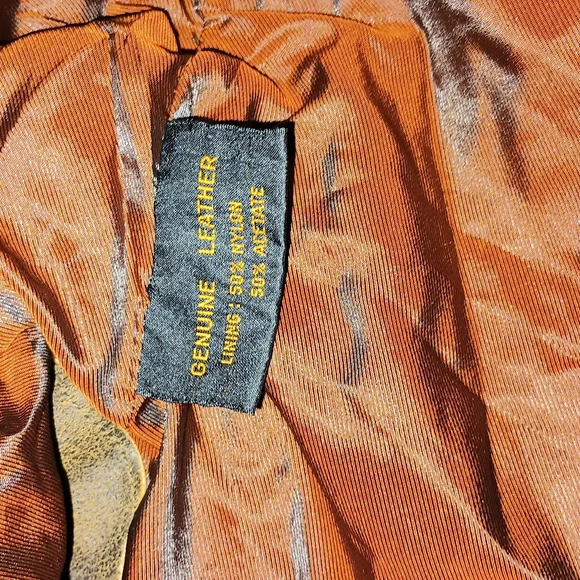 GENUINE LEATHER
LINING : 50% NYLON
50% ACETATE